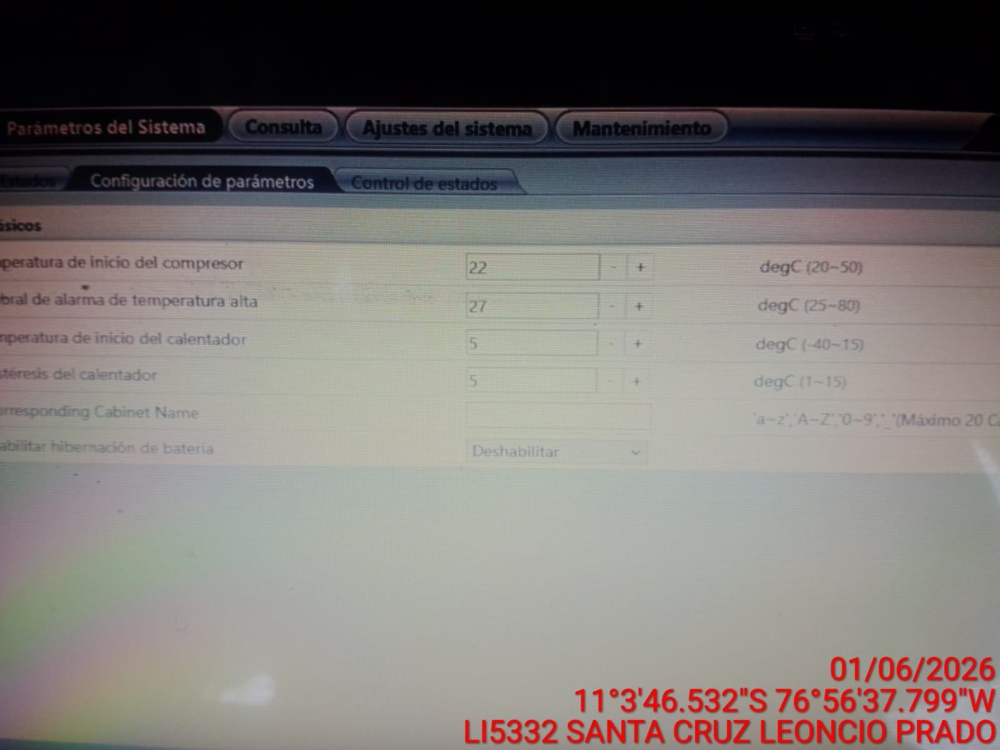 Parámetros del Sistema Consulta Ajustes del sistema Mantenimiento
Estados Configuración de parámetros Control de estados
ásicos
peratura de inicio del compresor 22 - + degC (20~50)
bral de alarma de temperatura alta 27 - + degC (25~80)
mperatura de inicio del calentador 5 - + degC (-40~15)
stéresis del calentador 5 - + degC (1~15)
orresponding Cabinet Name 'a~z','A~Z','0~9','_'(Máximo 20 Ca
abilitar hibernación de batería Deshabilitar
01/06/2026
11°3'46.532"S 76°56'37.799"W
LI5332 SANTA CRUZ LEONCIO PRADO